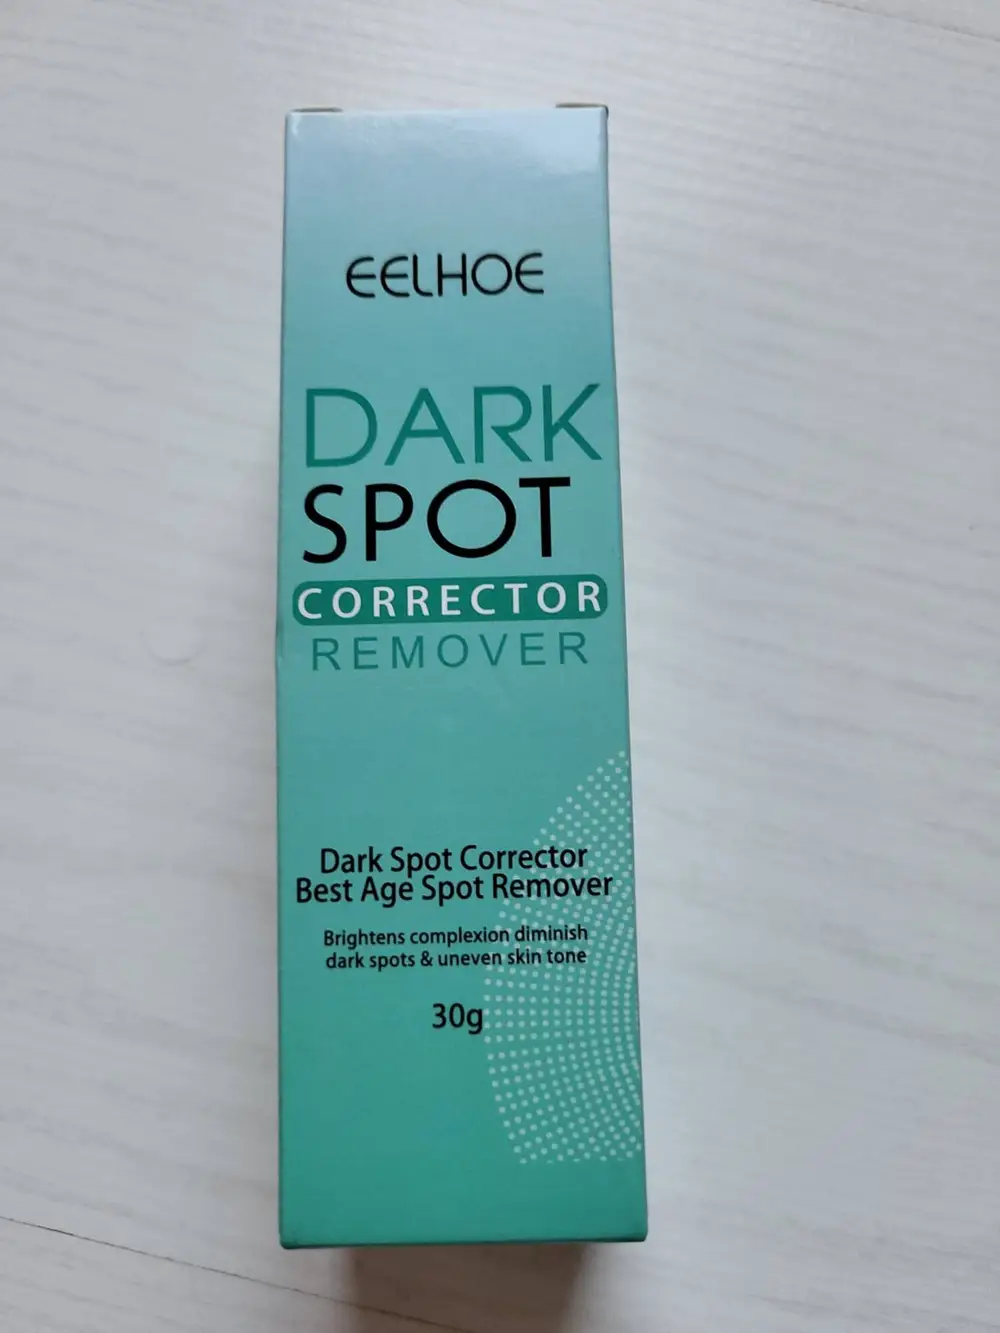 EELHOE
DARK
SPOT
CORRECTOR
REMOVER
Dark Spot Corrector
Best Age Spot Remover
Brightens complexion diminish
dark spots & uneven skin tone
30g